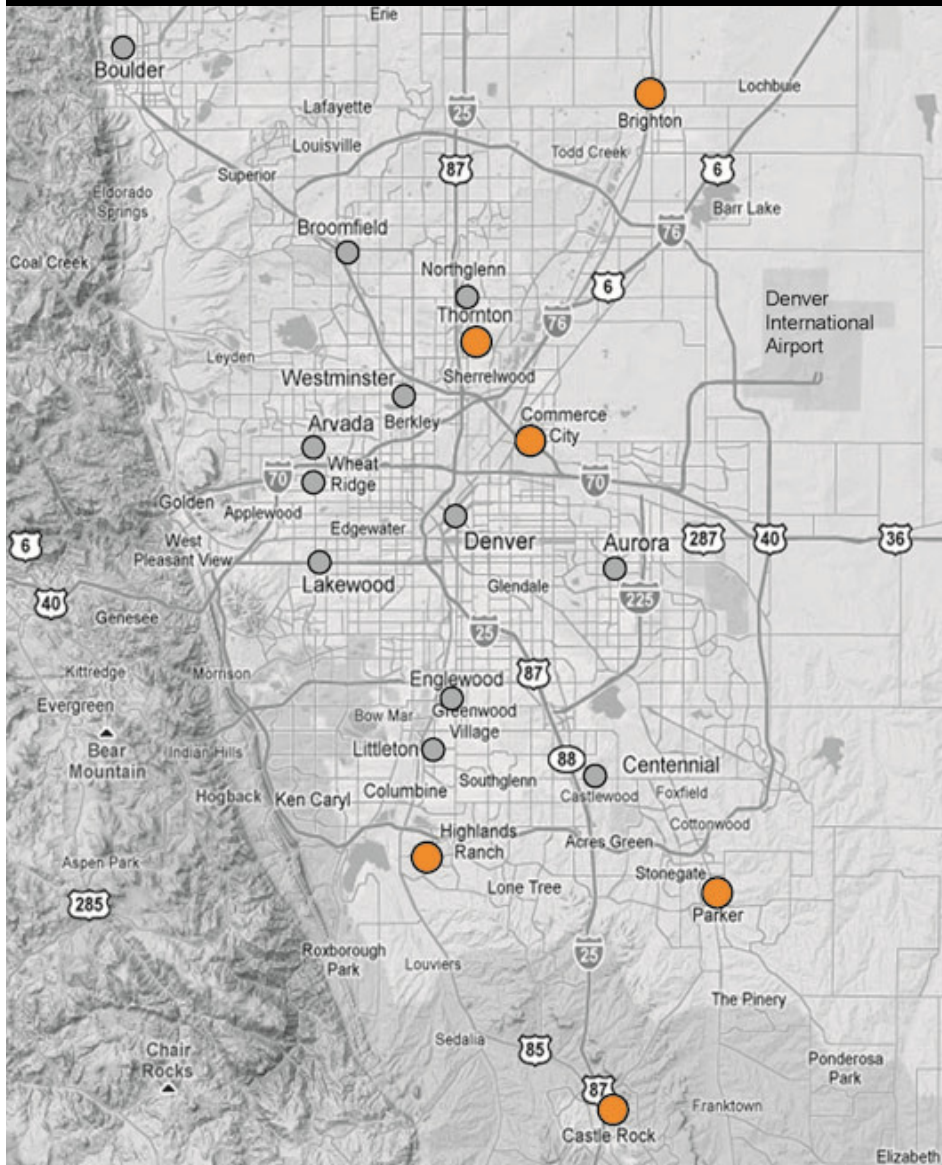 Erie
Boulder
Lochbuie
Lafayette
25
Brighton
Louisville
Todd Creek
87
6
Superior
Eldorado
Springs
Barr Lake
Broomfield
76
Coal Creek
Northglenn
6
Denver
International
Airport
Thornton
76
Leyden
Sherrelwood
Westminster
Berkley
Commerce
City
Arvada
Wheat
Ridge
70
70
Golden
Applewood
Edgewater
Denver
Aurora
287
40
36
6
West
Pleasant View
Lakewood
Glendale
225
40
Genesee
25
Kittredge
Morrison
87
Englewood
Evergreen
Bow Mar
Greenwood
Village
Bear
Mountain
Indian Hills
Littleton
88
Centennial
Southglenn
Hogback
Ken Caryl
Columbine
Castlewood
Foxfield
Cottonwood
Highlands
Ranch
Acres Green
Aspen Park
Stonegate
Lone Tree
285
Parker
Roxborough
Park
Louviers
25
The Pinery
Sedalia
85
Chair
Rocks
Ponderosa
Park
87
Franktown
Castle Rock
Elizabeth